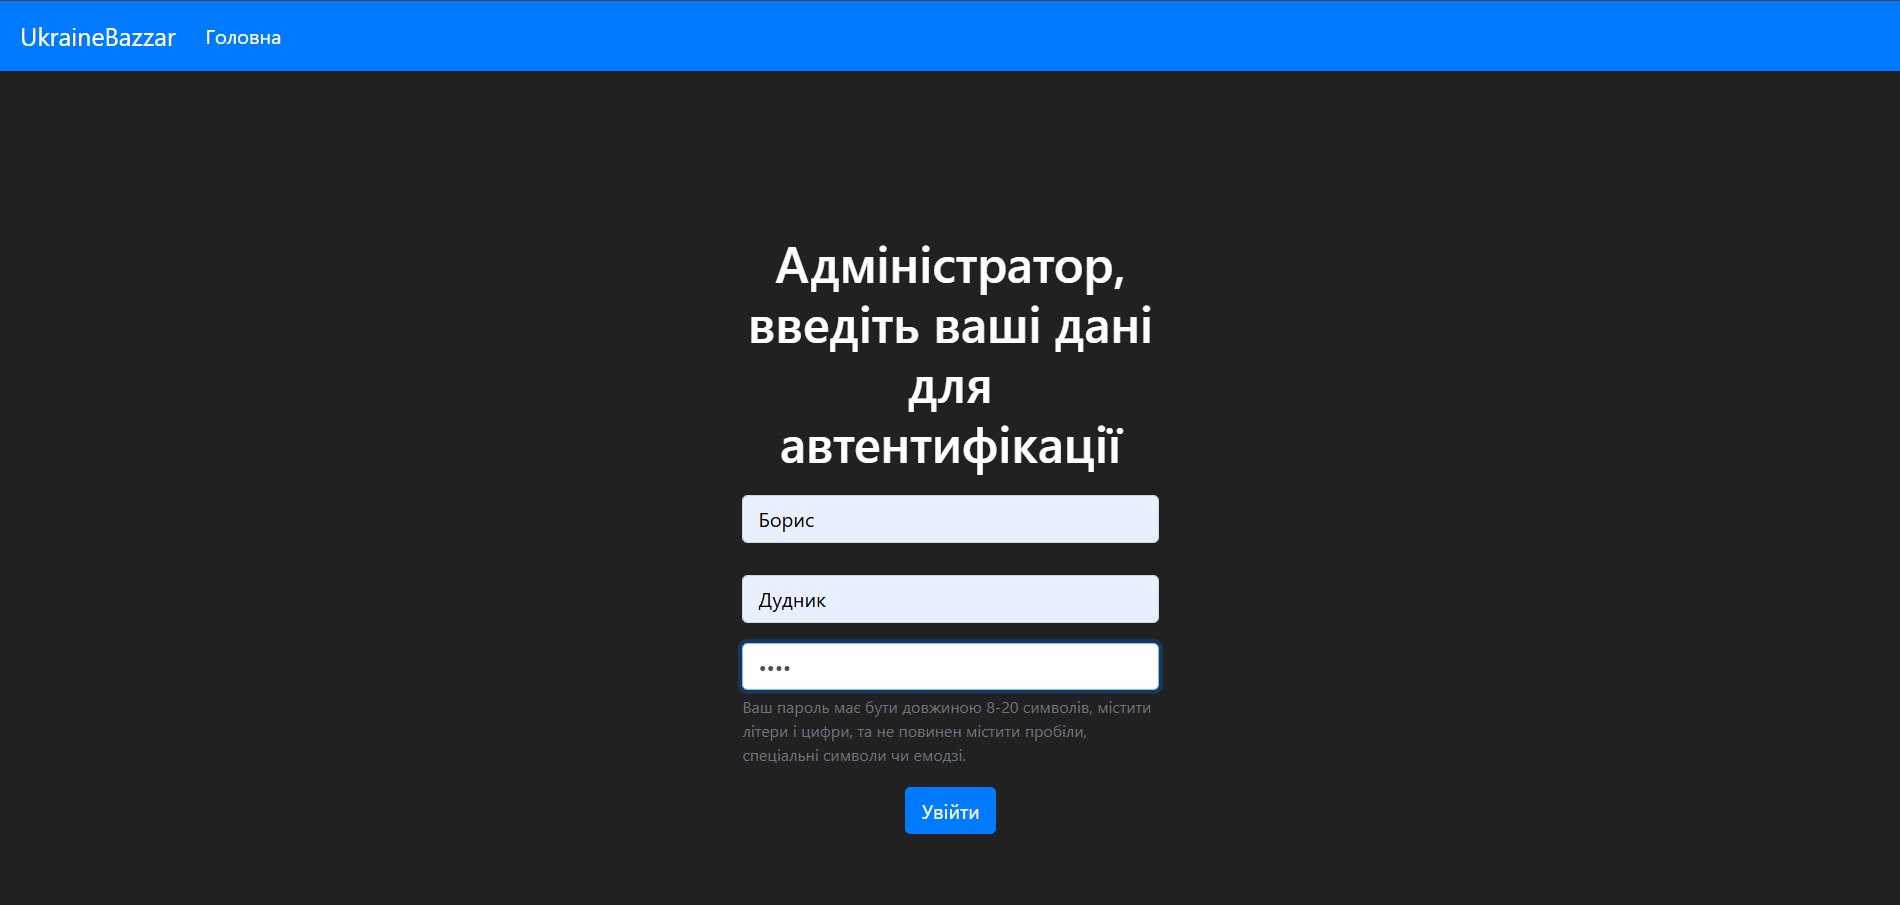 UkraineBazzar Головна
Адміністратор,
введіть ваші дані
для
автентифікації
Борис
Дудник
••••
Ваш пароль має бути довжиною 8-20 символів, містити
літери і цифри, та не повинен містити пробіли,
спеціальні символи чи емодзі.
Увійти